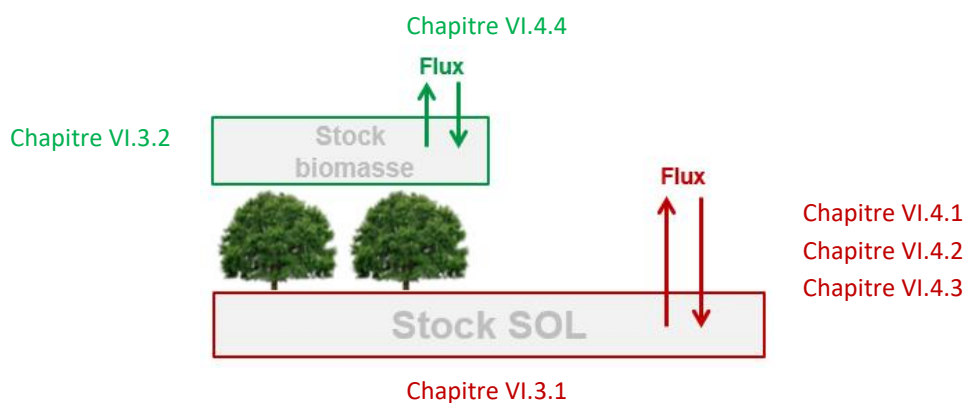 Chapitre VI.4.4
Flux
Chapitre VI.3.2
Stock
biomasse
Flux
Chapitre VI.4.1
Chapitre VI.4.2
Chapitre VI.4.3
Stock SOL
Chapitre VI.3.1